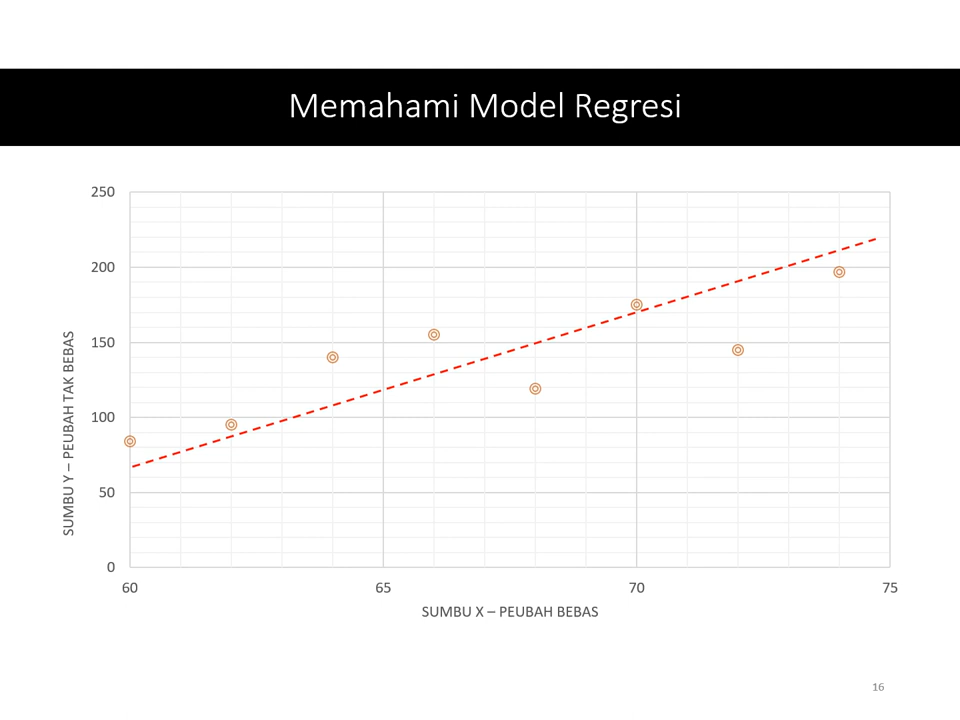 Memahami Model Regresi
250
200
150
100
50
0
SUMBU Y – PEUBAH TAK BEBAS
60 65 70 75
SUMBU X – PEUBAH BEBAS
16